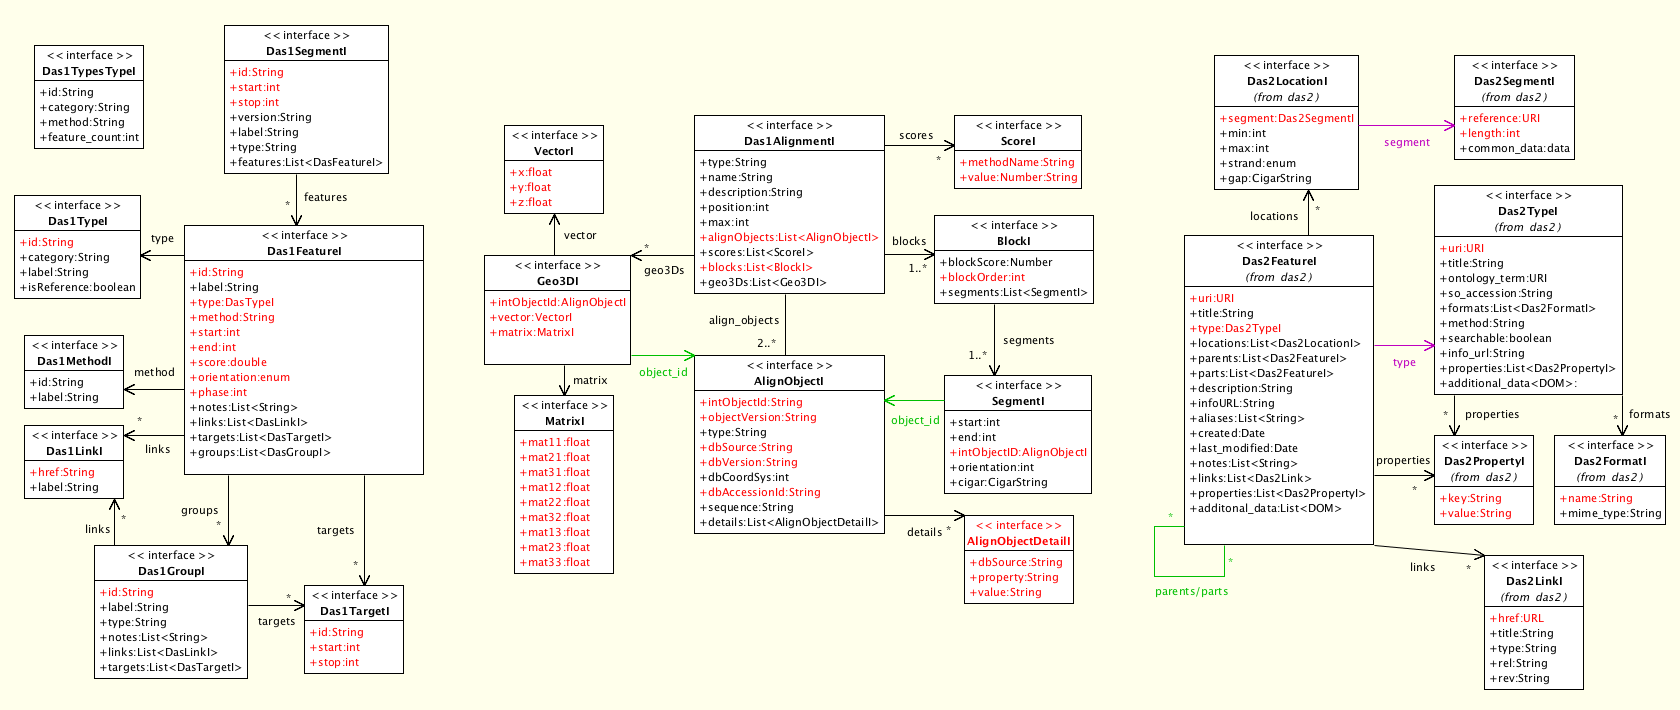 << interface >>
Das1TypesTypeI
+id:String
+category:String
+method:String
+feature_count:int
<< interface >>
Das1SegmentI
+id:String
+start:int
+stop:int
+version:String
+label:String
+type:String
+features:List<DasFeatureI>
* features
<< interface >>
Das1TypeI
+id:String
+category:String
+label:String
+isReference:boolean
type
<< interface >>
Das1FeatureI
+id:String
+label:String
+type:DasTypeI
+method:String
+start:int
+end:int
+score:double
+orientation:enum
+phase:int
+notes:List<String>
+links:List<DasLinkI>
+targets:List<DasTargetI>
+groups:List<DasGroupI>
<< interface >>
Das1MethodI
+id:String
+label:String
method
*
links
<< interface >>
Das1LinkI
+href:String
+label:String
*
links
groups
*
targets
*
<< interface >>
Das1GroupI
+id:String
+label:String
+type:String
+notes:List<String>
+links:List<DasLinkI>
+targets:List<DasTargetI>
*
targets
<< interface >>
Das1TargetI
+id:String
+start:int
+stop:int
<< interface >>
VectorI
+x:float
+y:float
+z:float
vector
<< interface >>
Das1AlignmentI
+type:String
+name:String
+description:String
+position:int
+max:int
+alignObjects:List<AlignObjectI>
+scores:List<ScoreI>
+blocks:List<BlockI>
+geo3Ds:List<Geo3DI>
scores
*
<< interface >>
ScoreI
+methodName:String
+value:Number:String
*
geo3Ds
blocks
1..*
<< interface >>
BlockI
+blockScore:Number
+blockOrder:int
+segments:List<SegmentI>
<< interface >>
Geo3DI
+intObjectId:AlignObjectI
+vector:VectorI
+matrix:MatrixI
object_id
matrix
<< interface >>
MatrixI
+mat11:float
+mat21:float
+mat31:float
+mat12:float
+mat22:float
+mat32:float
+mat13:float
+mat23:float
+mat33:float
align_objects
2..*
<< interface >>
AlignObjectI
+intObjectId:String
+objectVersion:String
+type:String
+dbSource:String
+dbVersion:String
+dbCoordSys:int
+dbAccessionId:String
+sequence:String
+details:List<AlignObjectDetailI>
segments
1..*
object_id
<< interface >>
SegmentI
+start:int
+end:int
+intObjectID:AlignObjectI
+orientation:int
+cigar:CigarString
details *
<< interface >>
AlignObjectDetailI
+dbSource:String
+property:String
+value:String
<< interface >>
Das2LocationI
(from das2)
+segment:Das2SegmentI
+min:int
+max:int
+strand:enum
+gap:CigarString
segment
<< interface >>
Das2SegmentI
(from das2)
+reference:URI
+length:int
+common_data:data
locations *
<< interface >>
Das2FeatureI
(from das2)
+uri:URI
+title:String
+type:Das2TypeI
+locations:List<Das2LocationI>
+parents:List<Das2FeatureI>
+parts:List<Das2FeatureI>
+description:String
+infoURL:String
+aliases:List<String>
+created:Date
+last_modified:Date
+notes:List<String>
+links:List<Das2Link>
+properties:List<Das2PropertyI>
+additonal_data:List<DOM>
type
<< interface >>
Das2TypeI
(from das2)
+uri:URI
+title:String
+ontology_term:URI
+so_accession:String
+formats:List<Das2FormatI>
+method:String
+searchable:boolean
+info_url:String
+properties:List<Das2PropertyI>
+additional_data<DOM>:
* properties
* formats
properties
*
<< interface >>
Das2PropertyI
(from das2)
+key:String
+value:String
<< interface >>
Das2FormatI
(from das2)
+name:String
+mime_type:String
*
*
parents/parts
links
*
<< interface >>
Das2LinkI
(from das2)
+href:URL
+title:String
+type:String
+rel:String
+rev:String